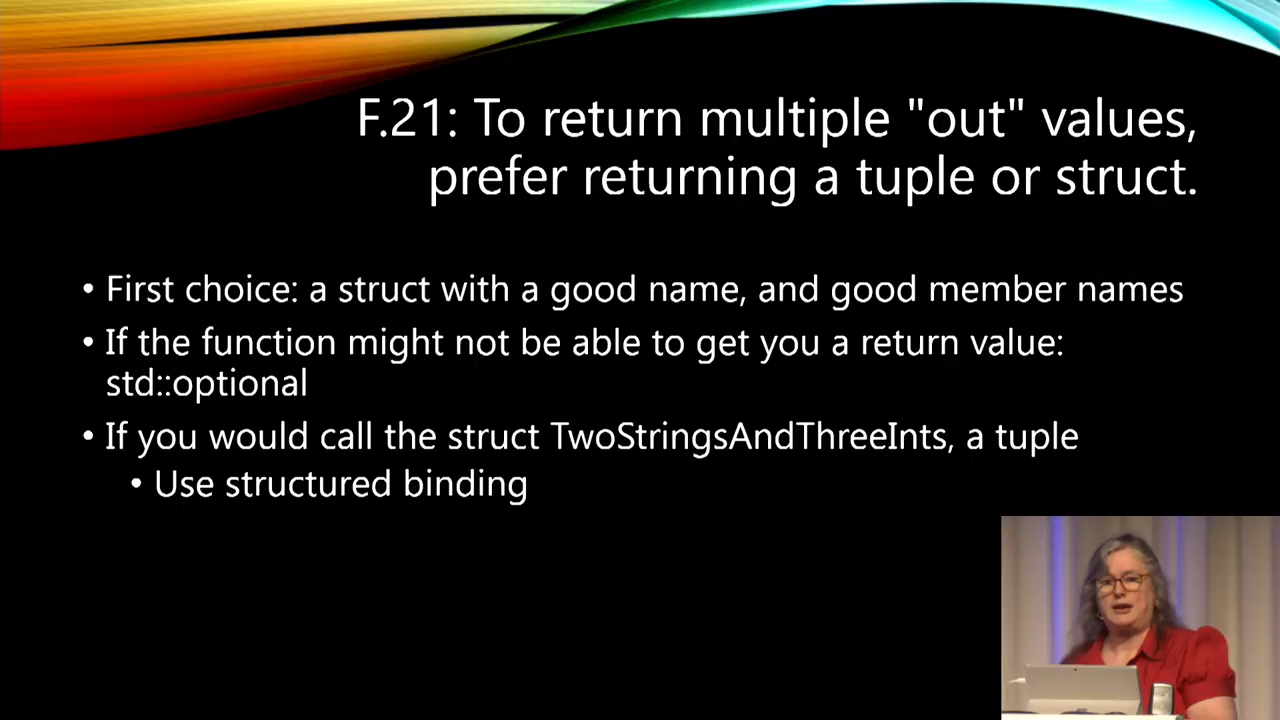 F.21: To return multiple "out" values,
prefer returning a tuple or struct.
• First choice: a struct with a good name, and good member names
• If the function might not be able to get you a return value:
std::optional
• If you would call the struct TwoStringsAndThreeInts, a tuple
• Use structured binding